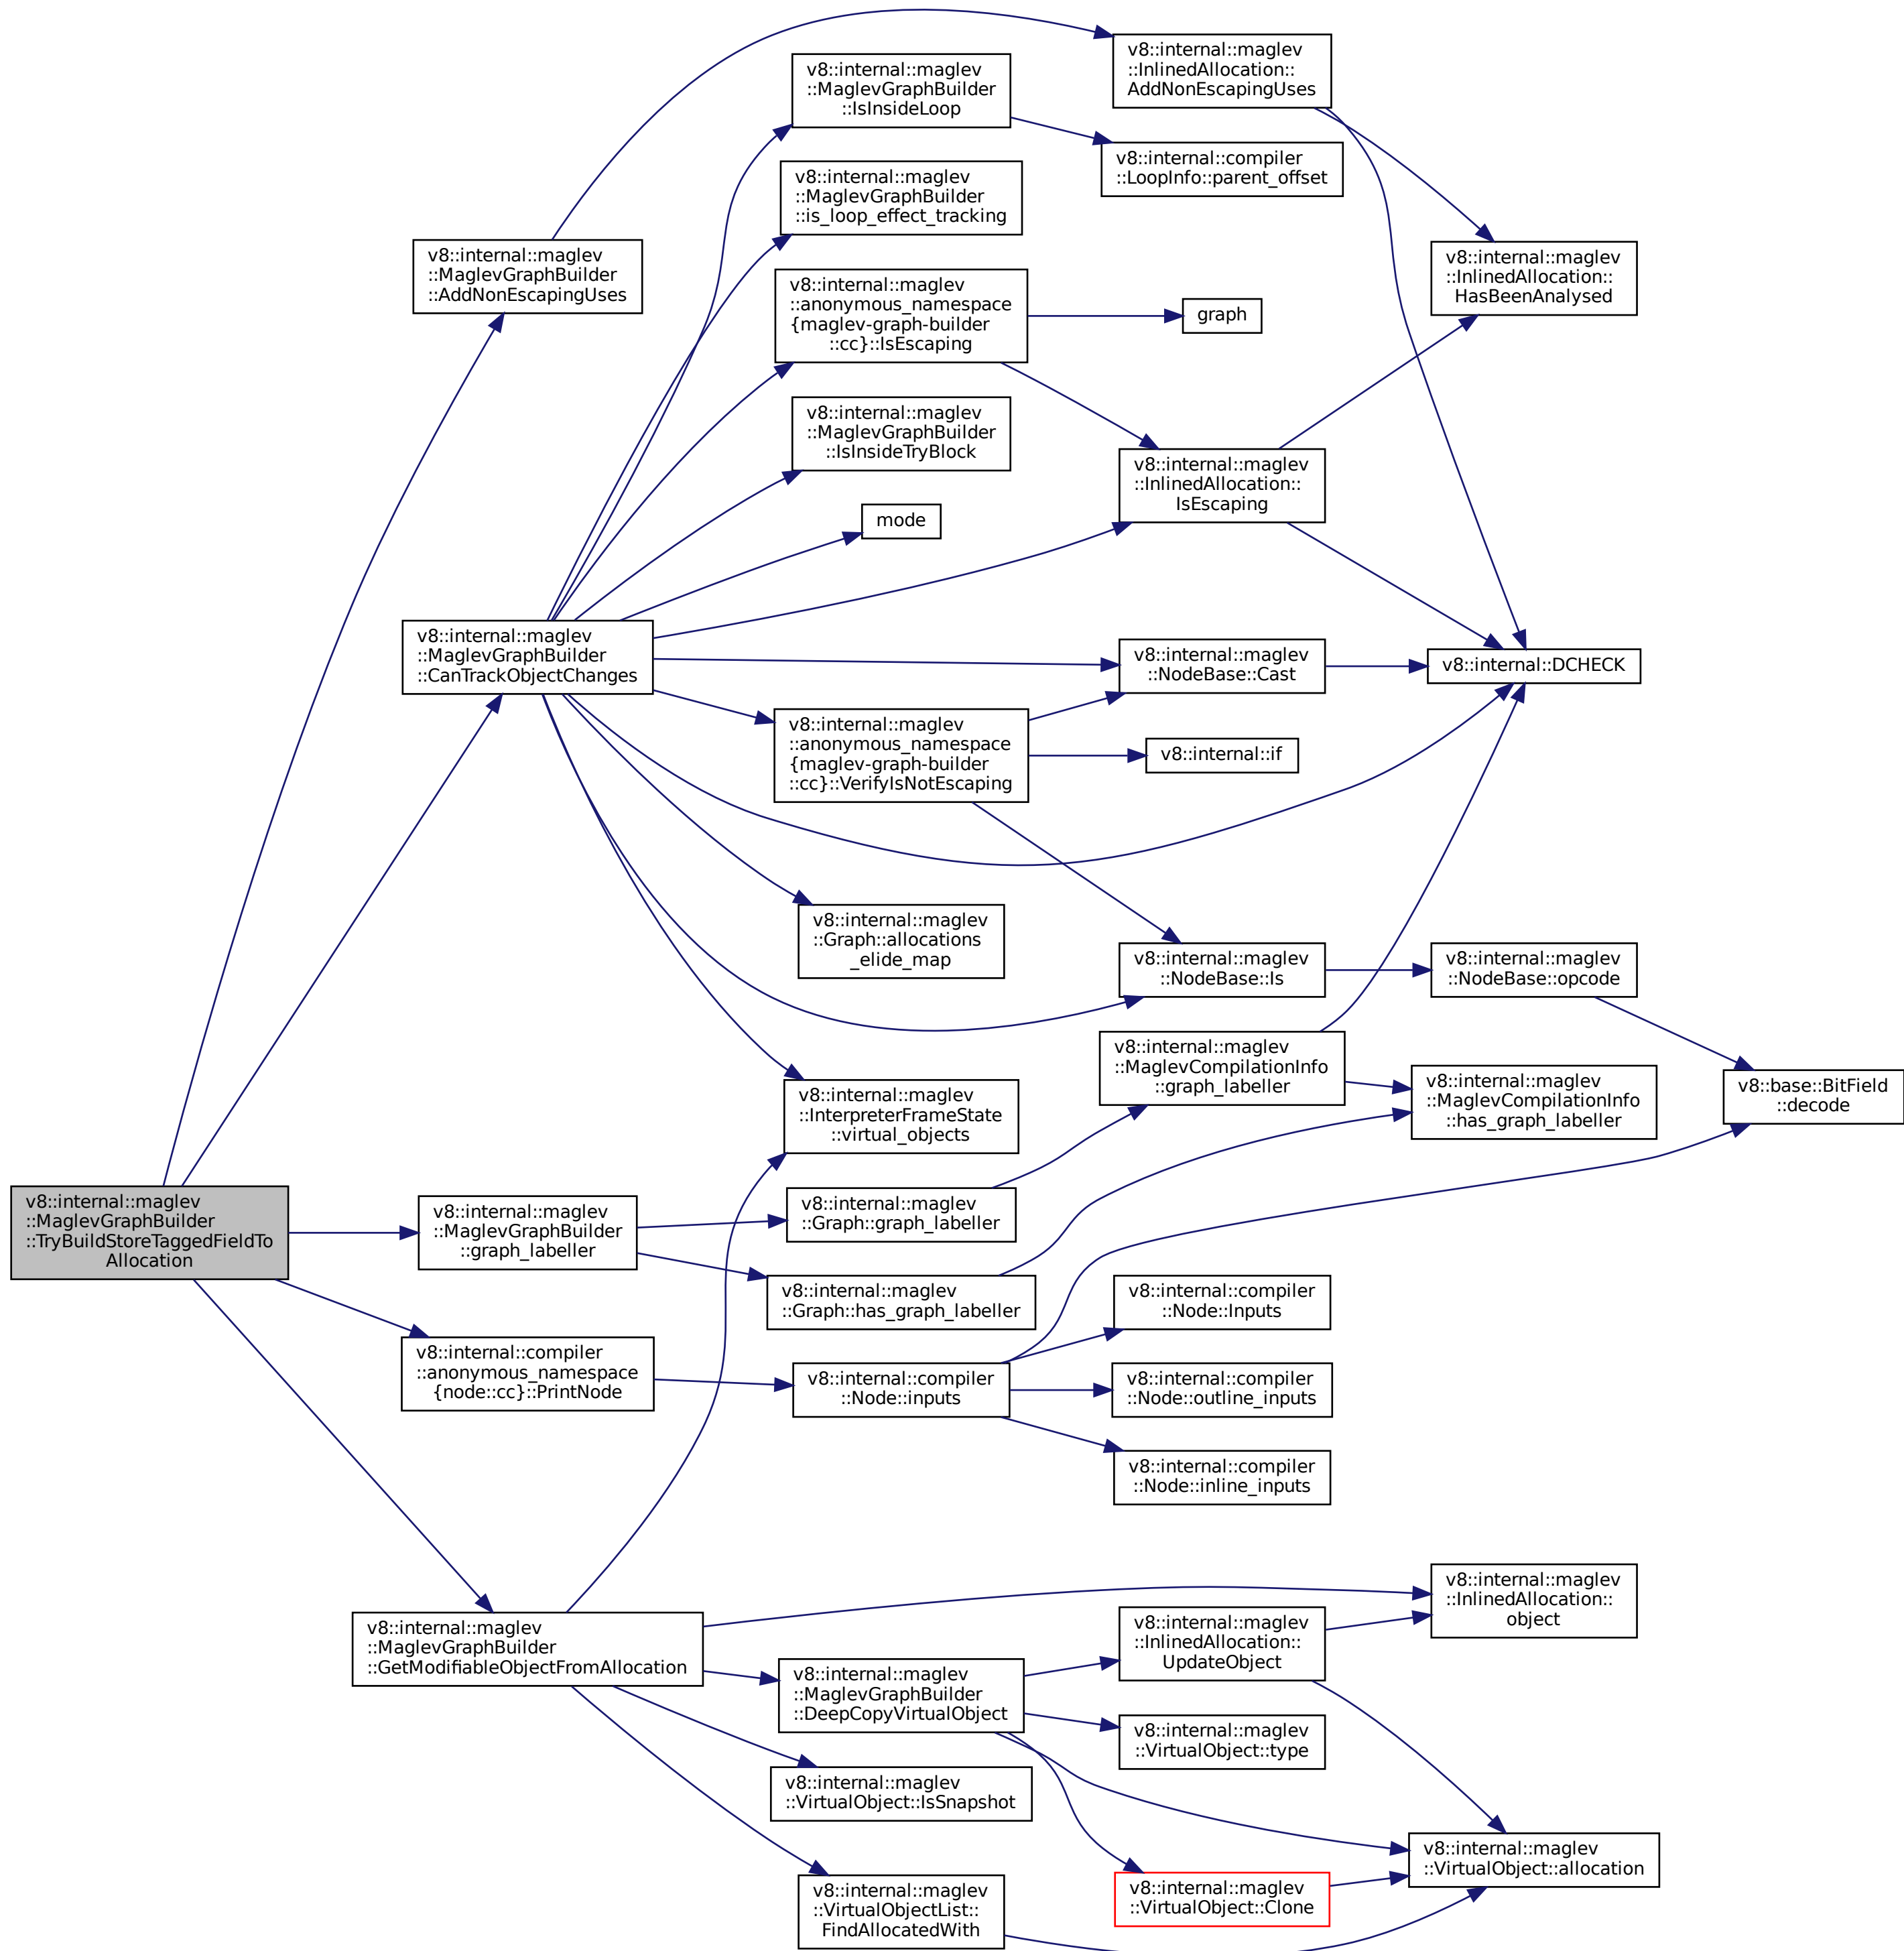 v8::internal::maglev
::InlinedAllocation::
AddNonEscapingUses
v8::internal::maglev
::MaglevGraphBuilder
::IsInsideLoop
v8::internal::compiler
::LoopInfo::parent_offset
v8::internal::maglev
::MaglevGraphBuilder
::is_loop_effect_tracking
v8::internal::maglev
::MaglevGraphBuilder
::AddNonEscapingUses
v8::internal::maglev
::InlinedAllocation::
HasBeenAnalysed
v8::internal::maglev
::anonymous_namespace
{maglev-graph-builder
::cc}::IsEscaping
graph
v8::internal::maglev
::MaglevGraphBuilder
::IsInsideTryBlock
v8::internal::maglev
::InlinedAllocation::
IsEscaping
mode
v8::internal::maglev
::MaglevGraphBuilder
::CanTrackObjectChanges
v8::internal::maglev
::NodeBase::Cast
v8::internal::DCHECK
v8::internal::maglev
::anonymous_namespace
{maglev-graph-builder
::cc}::VerifyIsNotEscaping
v8::internal::if
v8::internal::maglev
::Graph::allocations
_elide_map
v8::internal::maglev
::NodeBase::Is
v8::internal::maglev
::NodeBase::opcode
v8::internal::maglev
::MaglevCompilationInfo
::graph_labeller
v8::internal::maglev
::MaglevCompilationInfo
::has_graph_labeller
v8::base::BitField
::decode
v8::internal::maglev
::InterpreterFrameState
::virtual_objects
v8::internal::maglev
::MaglevGraphBuilder
::TryBuildStoreTaggedFieldTo
Allocation
v8::internal::maglev
::MaglevGraphBuilder
::graph_labeller
v8::internal::maglev
::Graph::graph_labeller
v8::internal::maglev
::Graph::has_graph_labeller
v8::internal::compiler
::Node::Inputs
v8::internal::compiler
::anonymous_namespace
{node::cc}::PrintNode
v8::internal::compiler
::Node::inputs
v8::internal::compiler
::Node::outline_inputs
v8::internal::compiler
::Node::inline_inputs
v8::internal::maglev
::InlinedAllocation::
object
v8::internal::maglev
::MaglevGraphBuilder
::GetModifiableObjectFromAllocation
v8::internal::maglev
::InlinedAllocation::
UpdateObject
v8::internal::maglev
::MaglevGraphBuilder
::DeepCopyVirtualObject
v8::internal::maglev
::VirtualObject::type
v8::internal::maglev
::VirtualObject::IsSnapshot
v8::internal::maglev
::VirtualObject::allocation
v8::internal::maglev
::VirtualObject::Clone
v8::internal::maglev
::VirtualObjectList::
FindAllocatedWith